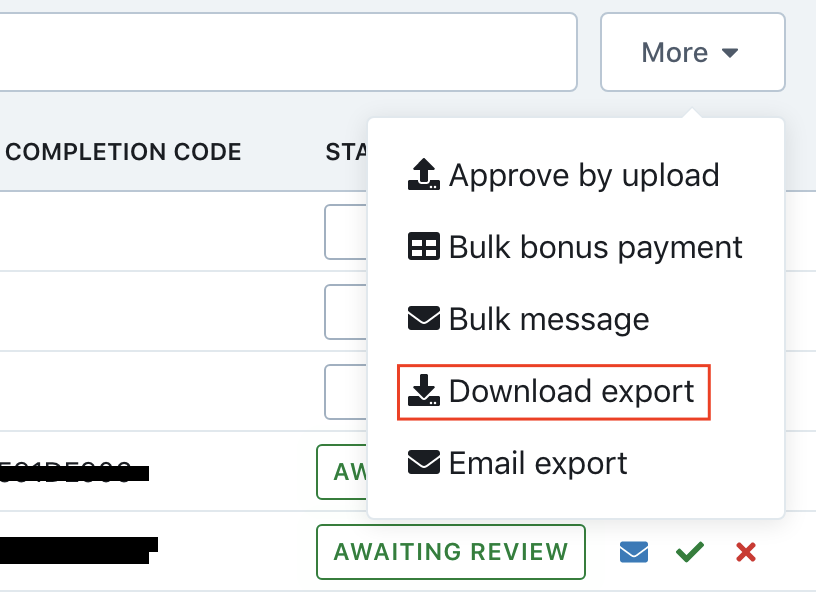 More
COMPLETION CODE
STA
Approve by upload
Bulk bonus payment
Bulk message
Download export
Email export
AW
AWAITING REVIEW